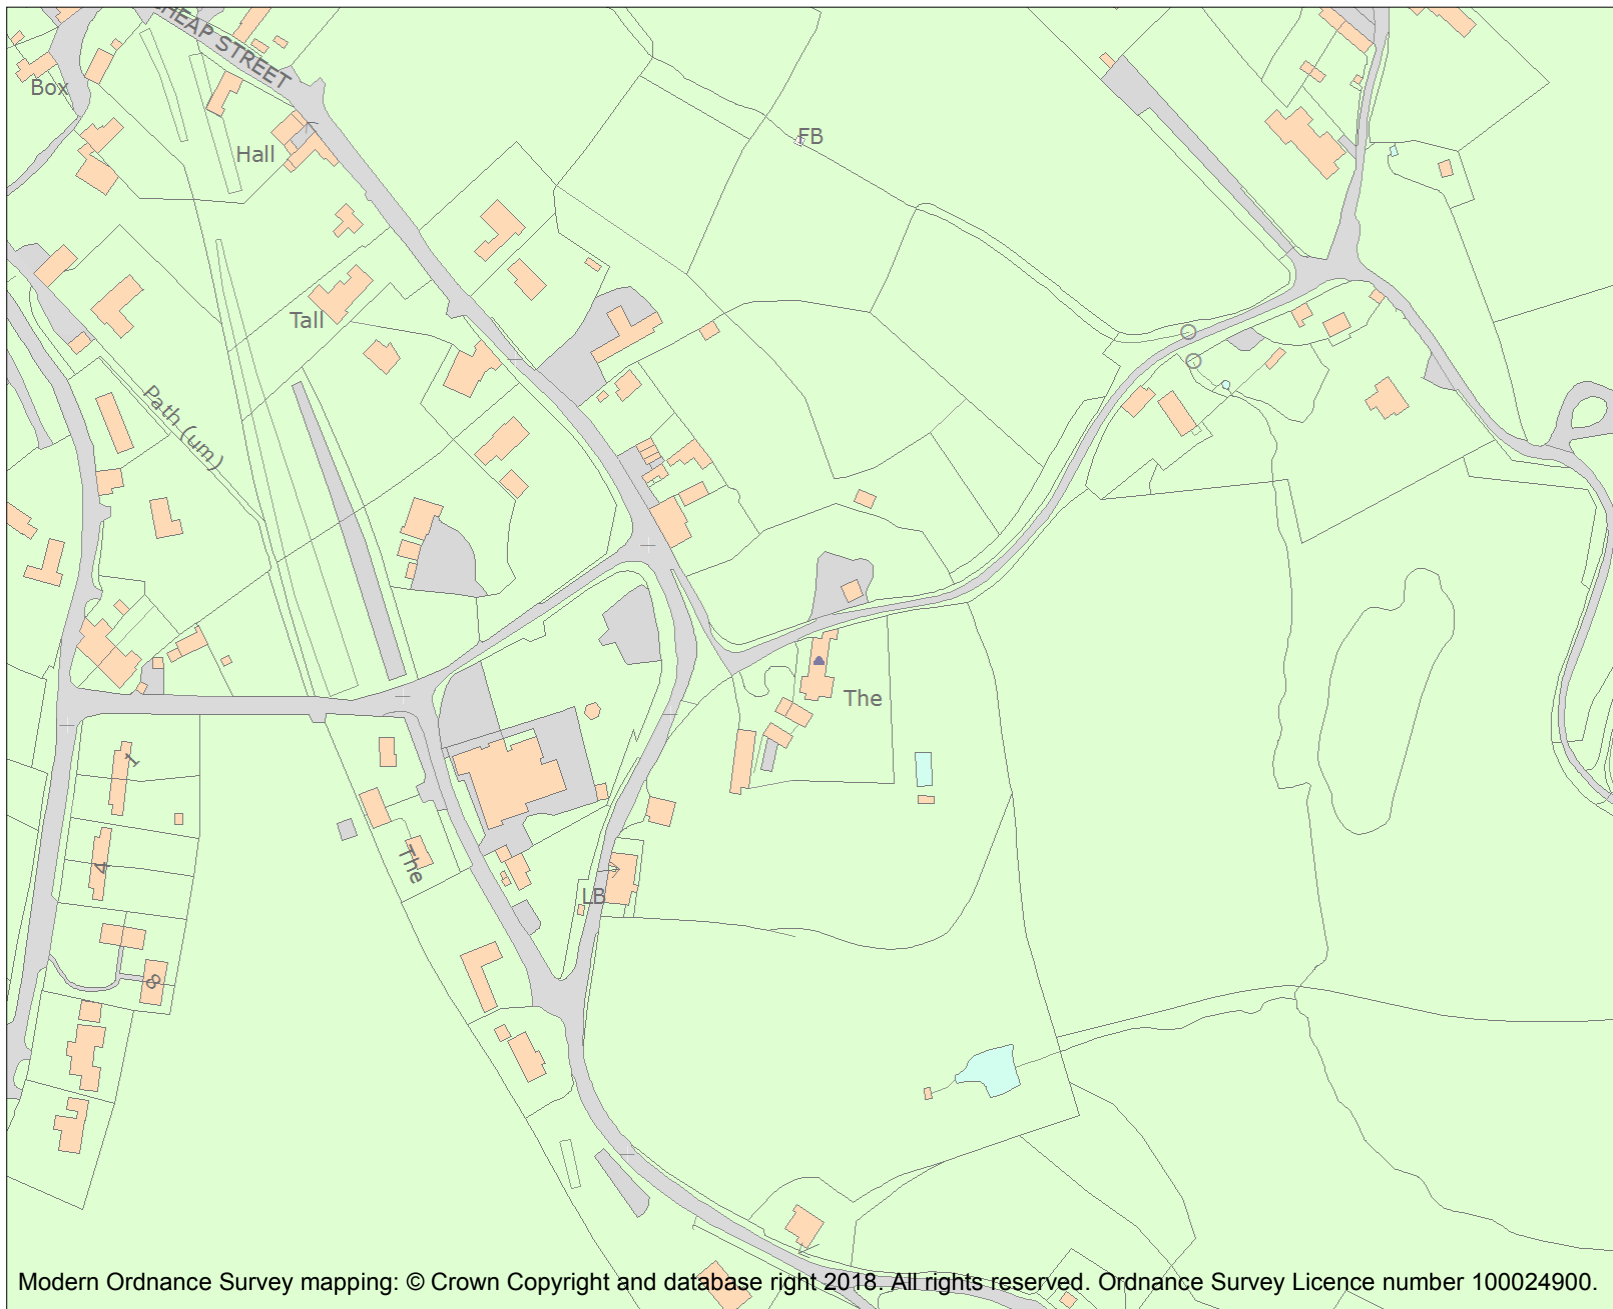 CHEAP STREET
Box
FB
Hall
Tall
Path (um)
The
1
The
4
LB
8
Modern Ordnance Survey mapping: © Crown Copyright and database right 2018. All rights reserved. Ordnance Survey Licence number 100024900.